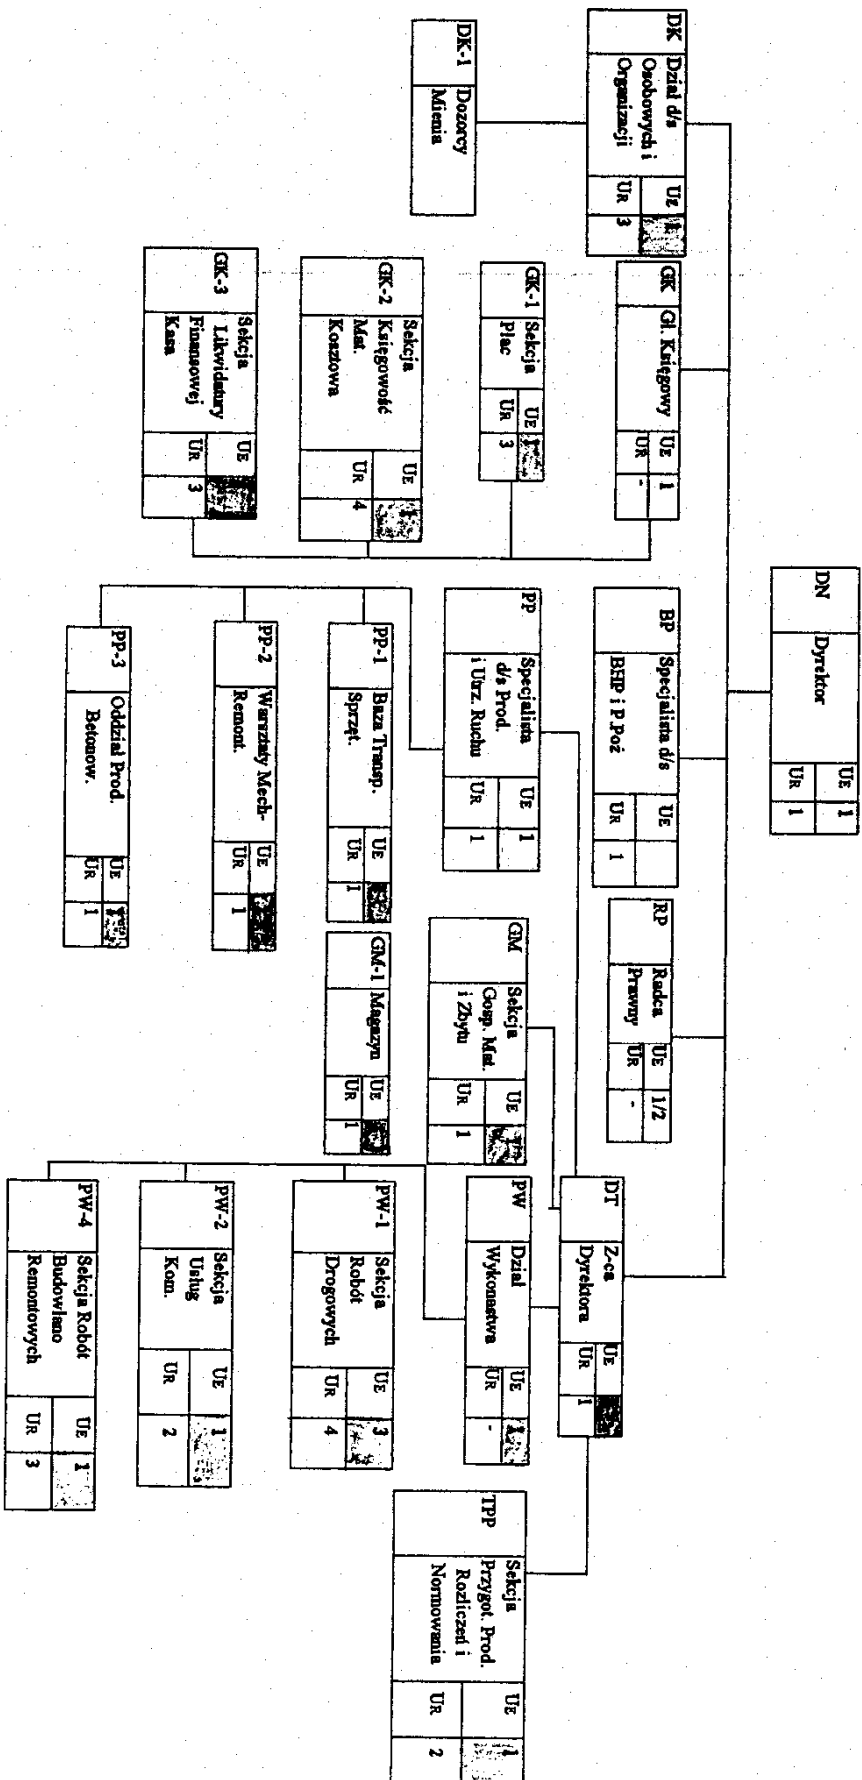 DN
Dyrektor
UE 1
UR 1
DK
Dział d/s
Osobowych i
Organizacji
UE 1
UR 3
GK
Gł. Księgowy
UE 1
UR -
BP
Specjalista d/s
BHP i P.Poż
UE
UR 1
RP
Radca
Prawny
UE 1/2
UR -
DT
Z-ca
Dyrektora
UE
UR 1
DK-1
Dozorcy
Mienia
GK-1
Sekcja
Płac
UE 1
UR 3
GK-2
Sekcja
Księgowość
Mat.
Kosztowa
UE 1
UR 4
GK-3
Sekcja
Likwidatury
Finansowej
Kasa
UE
UR 3
PP
Specjalista
d/s Prod.
i Utrz. Ruchu
UE 1
UR 1
GM
Sekcja
Gosp. Mat.
i Zbytu
UE 1
UR 1
PW
Dział
Wykonastwa
UE 1
UR -
TPP
Sekcja
Przygot. Prod.
Rozliczeń i
Normowania
UE 1
UR 2
PP-1
Baza Transp.
Sprzęt.
UE
UR 1
GM-1
Magazyn
UE
UR 1
PW-1
Sekcja
Robót
Drogowych
UE 3
UR 4
PP-2
Warsztaty Mech-
Remont.
UE
UR 1
PW-2
Sekcja
Usług
Kom.
UE 1
UR 2
PP-3
Oddział Prod.
Betonow.
UE 1
UR 1
PW-4
Sekcja Robót
Budowlano
Remontowych
UE 1
UR 3